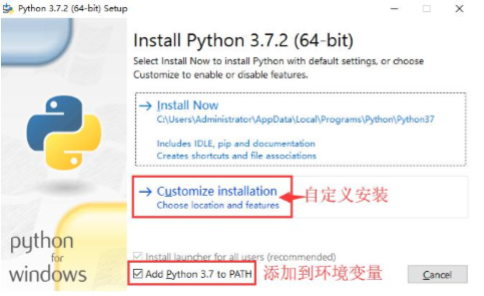 Python 3.7.2 (64-bit) Setup
Install Python 3.7.2 (64-bit)
Select Install Now to install Python with default settings, or choose
Customize to enable or disable features.
→ Install Now
C:\Users\Administrator\AppData\Local\Programs\Python\Python37
Includes IDLE, pip and documentation
Creates shortcuts and file associations
→ Customize installation 自定义安装
Choose location and features
python
for
windows
Install launcher for all users (recommended)
Add Python 3.7 to PATH 添加到环境变量
Cancel